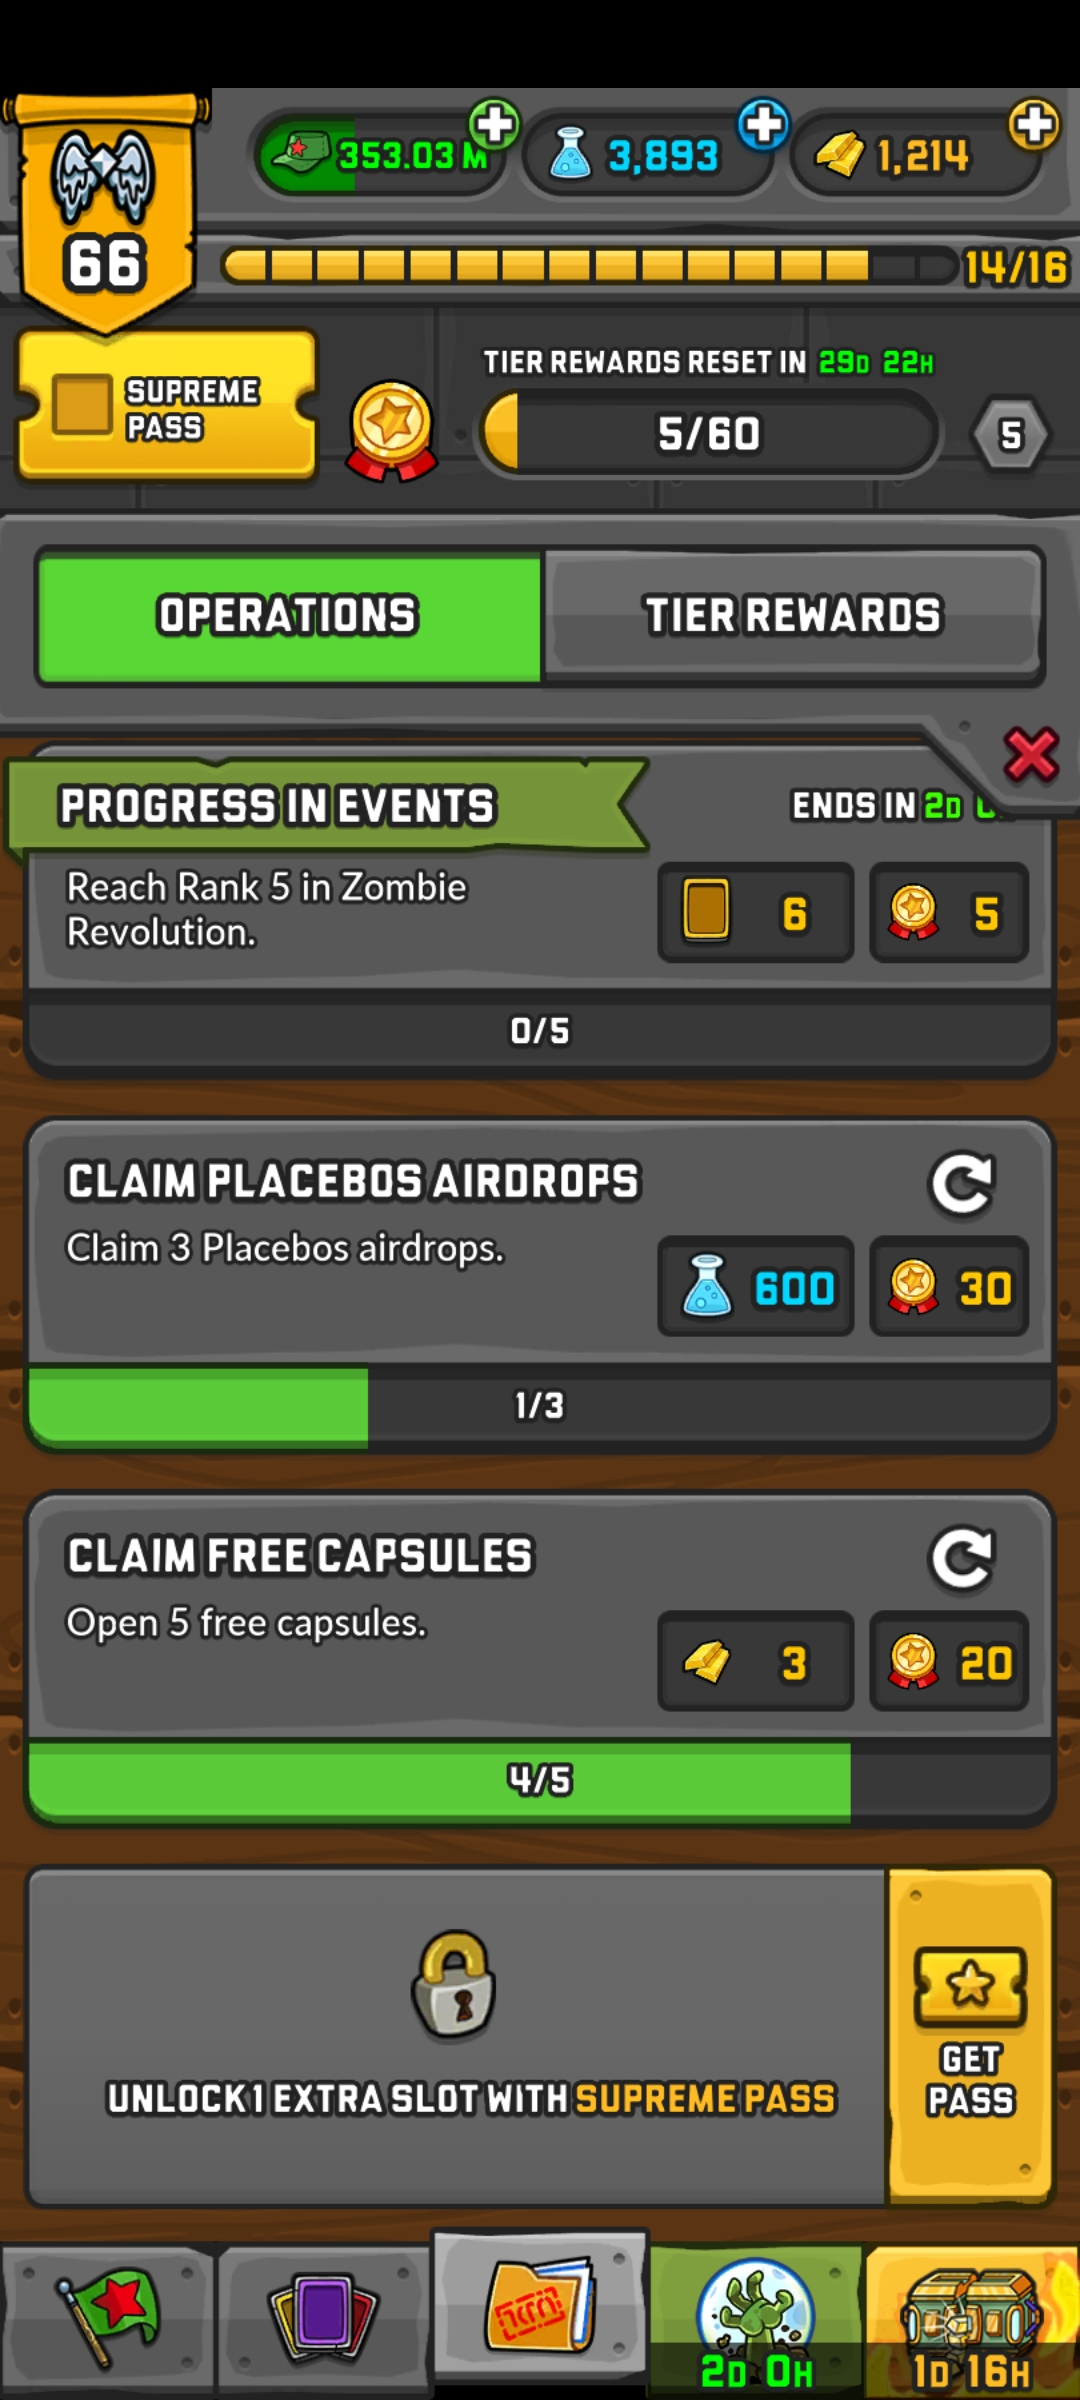 353.03 M
3,893
1,214
66
14/16
SUPREME
PASS
TIER REWARDS RESET IN 29D 22H
5/60
5
OPERATIONS
TIER REWARDS
PROGRESS IN EVENTS
ENDS IN 2D
Reach Rank 5 in Zombie
Revolution.
6
5
0/5
CLAIM PLACEBOS AIRDROPS
Claim 3 Placebos airdrops.
600
30
1/3
CLAIM FREE CAPSULES
Open 5 free capsules.
3
20
4/5
UNLOCK 1 EXTRA SLOT WITH SUPREME PASS
GET
PASS
2D 0H
1D 16H